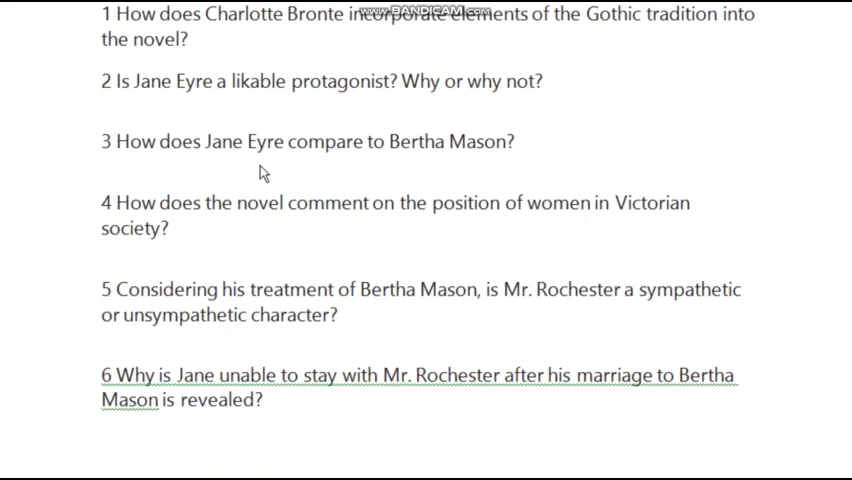 1 How does Charlotte Bronte incorporate elements of the Gothic tradition into
www.BANDICAM.com
the novel?
2 Is Jane Eyre a likable protagonist? Why or why not?
3 How does Jane Eyre compare to Bertha Mason?
4 How does the novel comment on the position of women in Victorian
society?
5 Considering his treatment of Bertha Mason, is Mr. Rochester a sympathetic
or unsympathetic character?
6 Why is Jane unable to stay with Mr. Rochester after his marriage to Bertha
Mason is revealed?